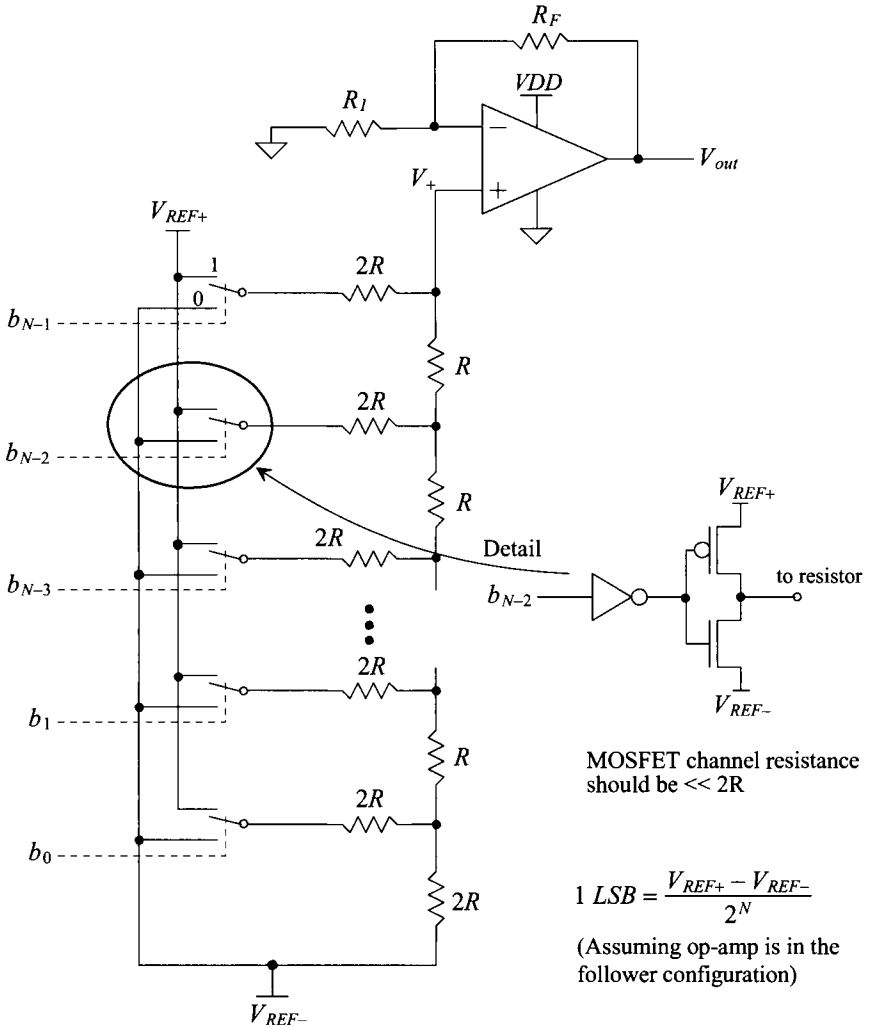 R_F
VDD
R_I
−
V_out
V_+
+
V_REF+
1
2R
0
b_N−1
R
2R
b_N−2
R
V_REF+
2R
Detail
to resistor
b_N−3
b_N−2
2R
V_REF−
b_1
MOSFET channel resistance
should be << 2R
R
2R
b_0
1 LSB = (V_REF+ − V_REF−) / 2^N
2R
(Assuming op-amp is in the
follower configuration)
V_REF−